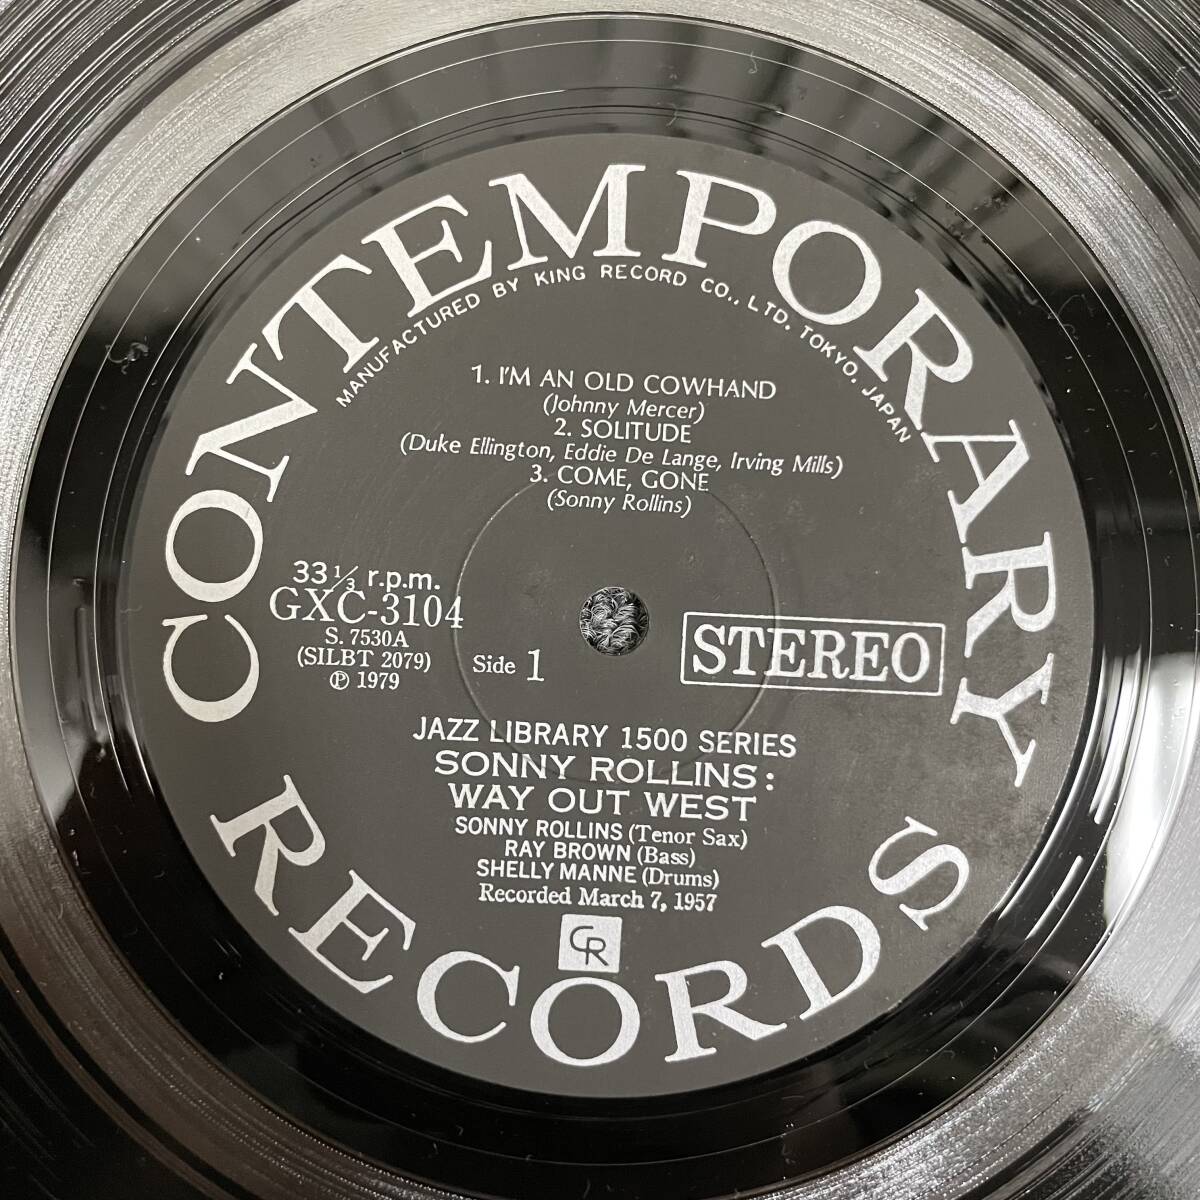 CONTEMPORARY
MANUFACTURED BY KING RECORD CO., LTD. TOKYO. JAPAN
1. I'M AN OLD COWHAND
(Johnny Mercer)
2. SOLITUDE
(Duke Ellington, Eddie De Lange, Irving Mills)
3. COME, GONE
(Sonny Rollins)
33 1/3 r.p.m.
GXC-3104
S. 7530A
(SILBT 2079)
Ⓟ 1979
Side 1
STEREO
JAZZ LIBRARY 1500 SERIES
SONNY ROLLINS:
WAY OUT WEST
SONNY ROLLINS (Tenor Sax)
RAY BROWN (Bass)
SHELLY MANNE (Drums)
Recorded March 7, 1957
CR
RECORDS